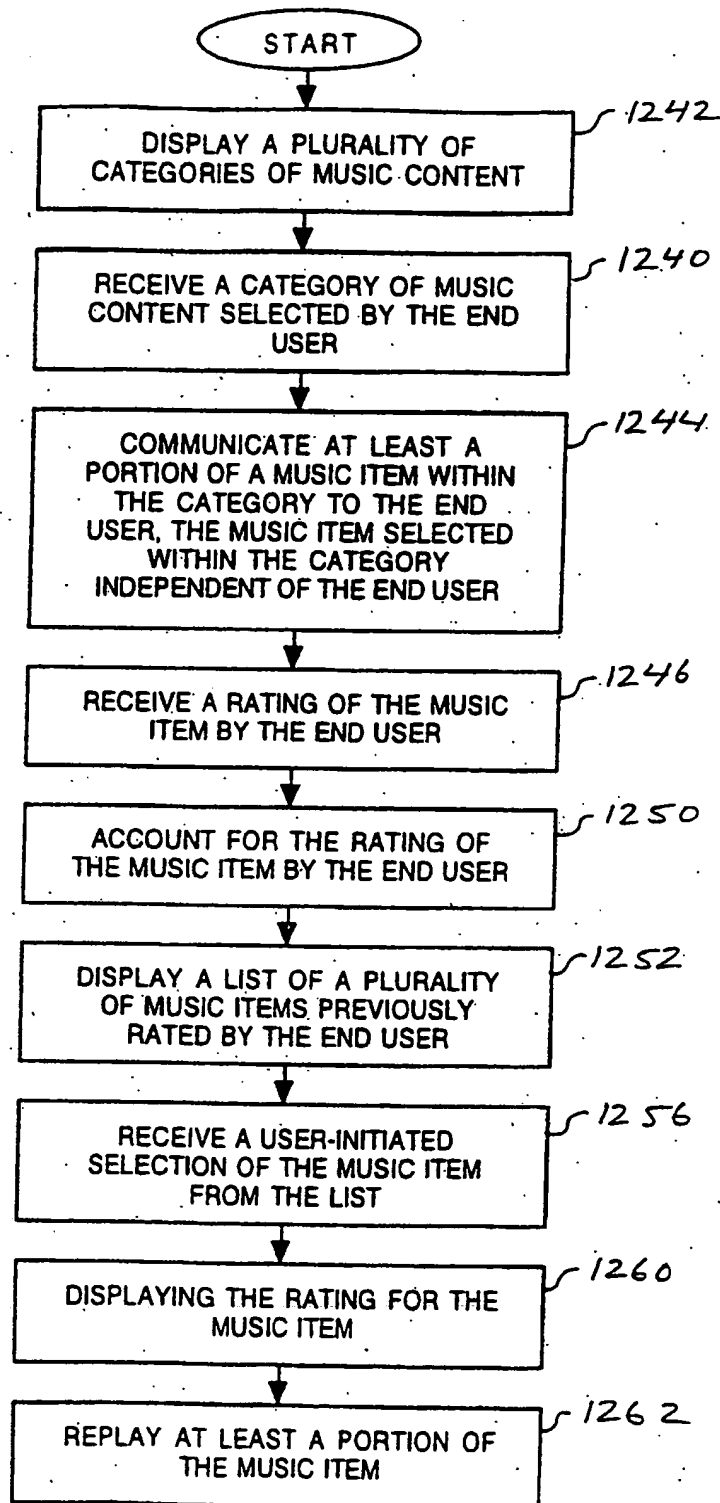 START
1242
DISPLAY A PLURALITY OF
CATEGORIES OF MUSIC CONTENT
1240
RECEIVE A CATEGORY OF MUSIC
CONTENT SELECTED BY THE END
USER
1244
COMMUNICATE AT LEAST A
PORTION OF A MUSIC ITEM WITHIN
THE CATEGORY TO THE END
USER, THE MUSIC ITEM SELECTED
WITHIN THE CATEGORY
INDEPENDENT OF THE END USER
1246
RECEIVE A RATING OF THE MUSIC
ITEM BY THE END USER
1250
ACCOUNT FOR THE RATING OF
THE MUSIC ITEM BY THE END USER
1252
DISPLAY A LIST OF A PLURALITY
OF MUSIC ITEMS PREVIOUSLY
RATED BY THE END USER
1256
RECEIVE A USER-INITIATED
SELECTION OF THE MUSIC ITEM
FROM THE LIST
1260
DISPLAYING THE RATING FOR THE
MUSIC ITEM
1262
REPLAY AT LEAST A PORTION OF
THE MUSIC ITEM